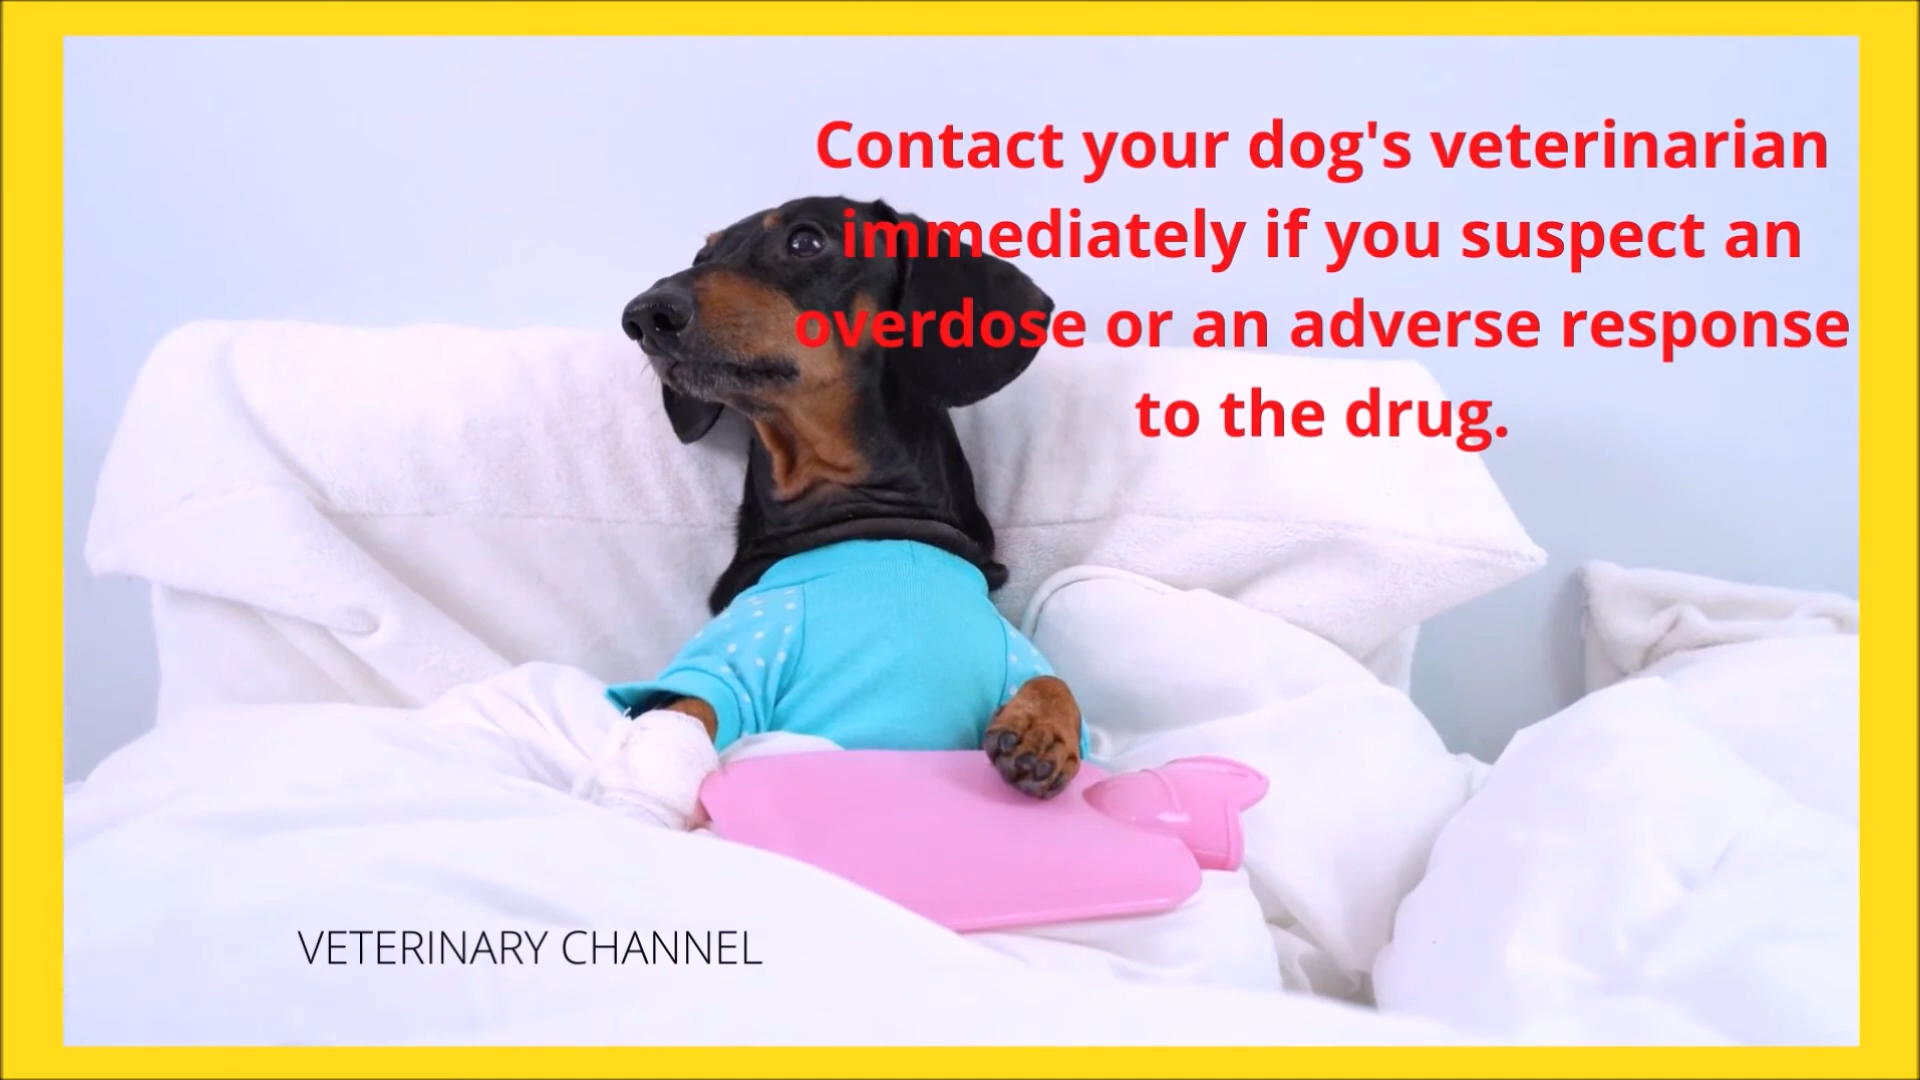 Contact your dog's veterinarian
immediately if you suspect an
overdose or an adverse response
to the drug.
VETERINARY CHANNEL